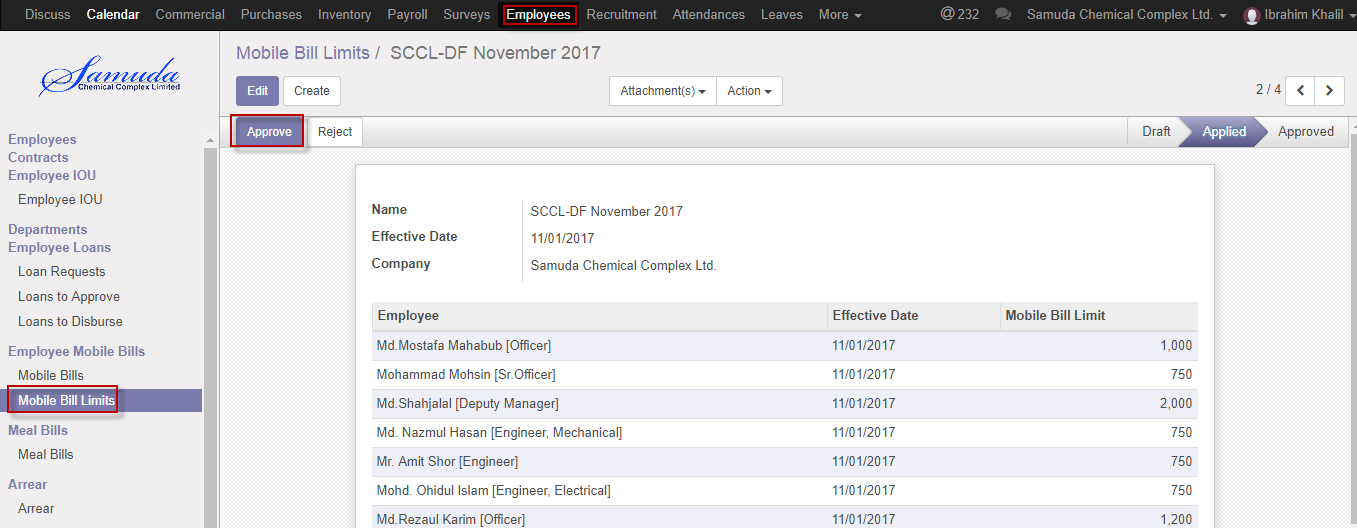 Discuss Calendar Commercial Purchases Inventory Payroll Surveys Employees Recruitment Attendances Leaves More @ 232 Samuda Chemical Complex Ltd. Ibrahim Khalil
Samuda
Chemical Complex Limited
Mobile Bill Limits / SCCL-DF November 2017
Edit Create Attachment(s) Action 2 / 4
Approve Reject Draft Applied Approved
Employees
Contracts
Employee IOU
Employee IOU
Departments
Employee Loans
Loan Requests
Loans to Approve
Loans to Disburse
Employee Mobile Bills
Mobile Bills
Mobile Bill Limits
Meal Bills
Meal Bills
Arrear
Arrear
Name SCCL-DF November 2017
Effective Date 11/01/2017
Company Samuda Chemical Complex Ltd.
Employee Effective Date Mobile Bill Limit
Md.Mostafa Mahabub [Officer] 11/01/2017 1,000
Mohammad Mohsin [Sr.Officer] 11/01/2017 750
Md.Shahjalal [Deputy Manager] 11/01/2017 2,000
Md. Nazmul Hasan [Engineer, Mechanical] 11/01/2017 750
Mr. Amit Shor [Engineer] 11/01/2017 750
Mohd. Ohidul Islam [Engineer, Electrical] 11/01/2017 750
Md.Rezaul Karim [Officer] 11/01/2017 1,200